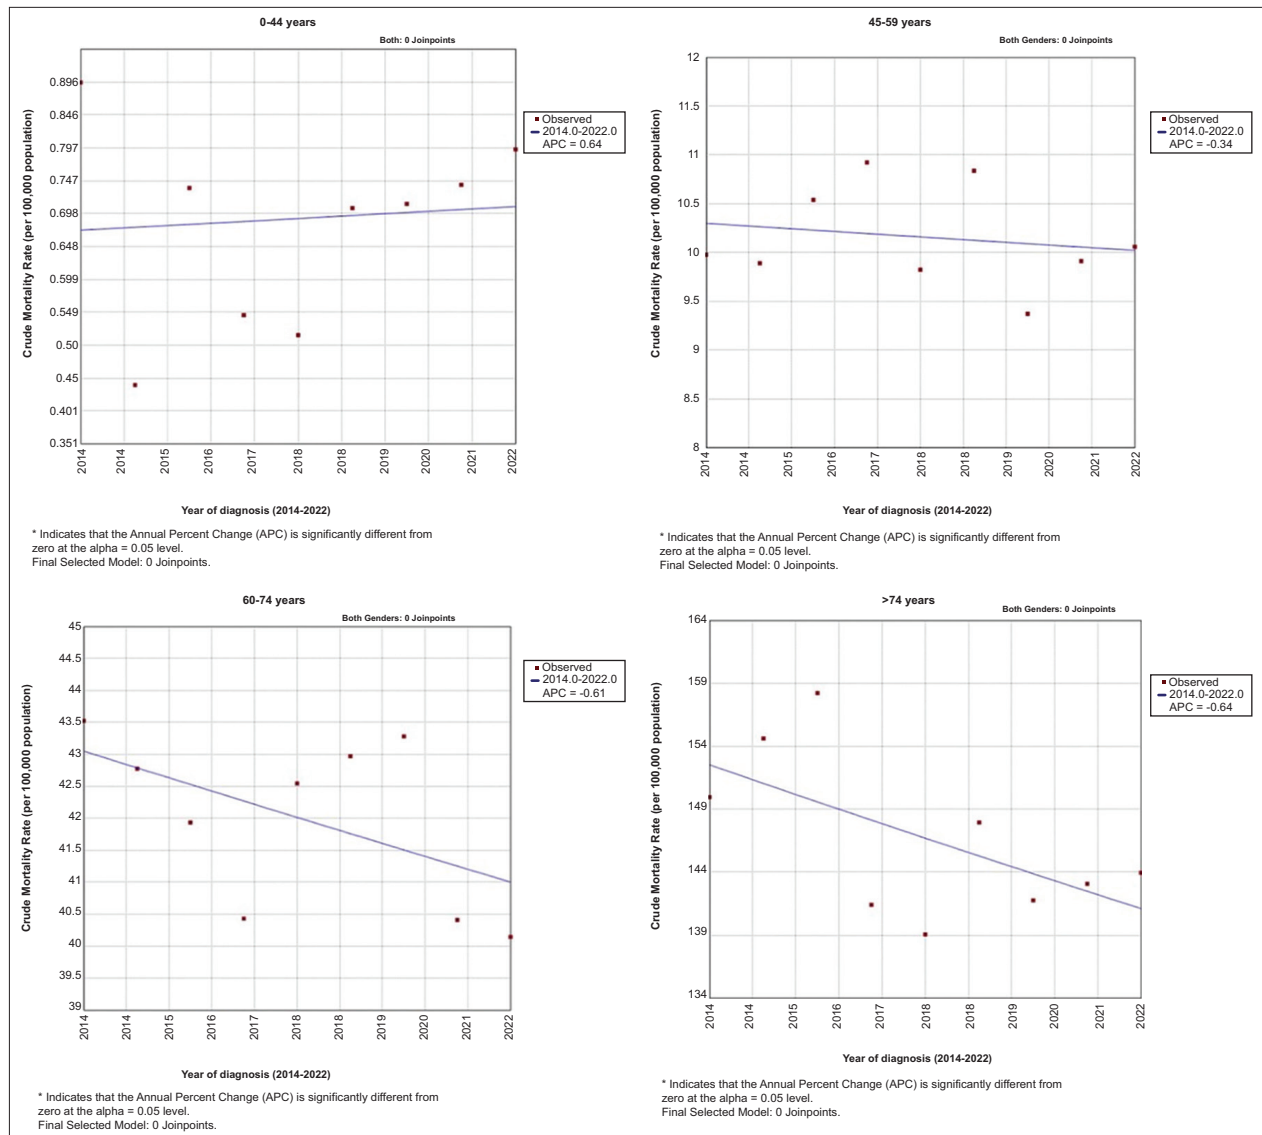 0-44 years
Both: 0 Joinpoints
Crude Mortality Rate (per 100,000 population)
0.896
0.846
0.797
0.747
0.698
0.648
0.599
0.549
0.50
0.45
0.401
0.351
2014
2014
2015
2016
2017
2018
2018
2019
2020
2021
2022
Year of diagnosis (2014-2022)
Observed
2014.0-2022.0
APC = 0.64
* Indicates that the Annual Percent Change (APC) is significantly different from
zero at the alpha = 0.05 level.
Final Selected Model: 0 Joinpoints.
45-59 years
Both Genders: 0 Joinpoints
Crude Mortality Rate (per 100,000 population)
12
11.5
11
10.5
10
9.5
9
8.5
8
2014
2014
2015
2016
2017
2018
2018
2019
2020
2021
2022
Year of diagnosis (2014-2022)
Observed
2014.0-2022.0
APC = -0.34
* Indicates that the Annual Percent Change (APC) is significantly different from
zero at the alpha = 0.05 level.
Final Selected Model: 0 Joinpoints.
60-74 years
Both Genders: 0 Joinpoints
Crude Mortality Rate (per 100,000 population)
45
44.5
44
43.5
43
42.5
42
41.5
41
40.5
40
39.5
39
2014
2014
2015
2016
2017
2018
2018
2019
2020
2021
2022
Year of diagnosis (2014-2022)
Observed
2014.0-2022.0
APC = -0.61
* Indicates that the Annual Percent Change (APC) is significantly different from
zero at the alpha = 0.05 level.
Final Selected Model: 0 Joinpoints.
>74 years
Both Genders: 0 Joinpoints
Crude Mortality Rate (per 100,000 population)
164
159
154
149
144
139
134
2014
2014
2015
2016
2017
2018
2018
2019
2020
2021
2022
Year of diagnosis (2014-2022)
Observed
2014.0-2022.0
APC = -0.64
* Indicates that the Annual Percent Change (APC) is significantly different from
zero at the alpha = 0.05 level.
Final Selected Model: 0 Joinpoints.